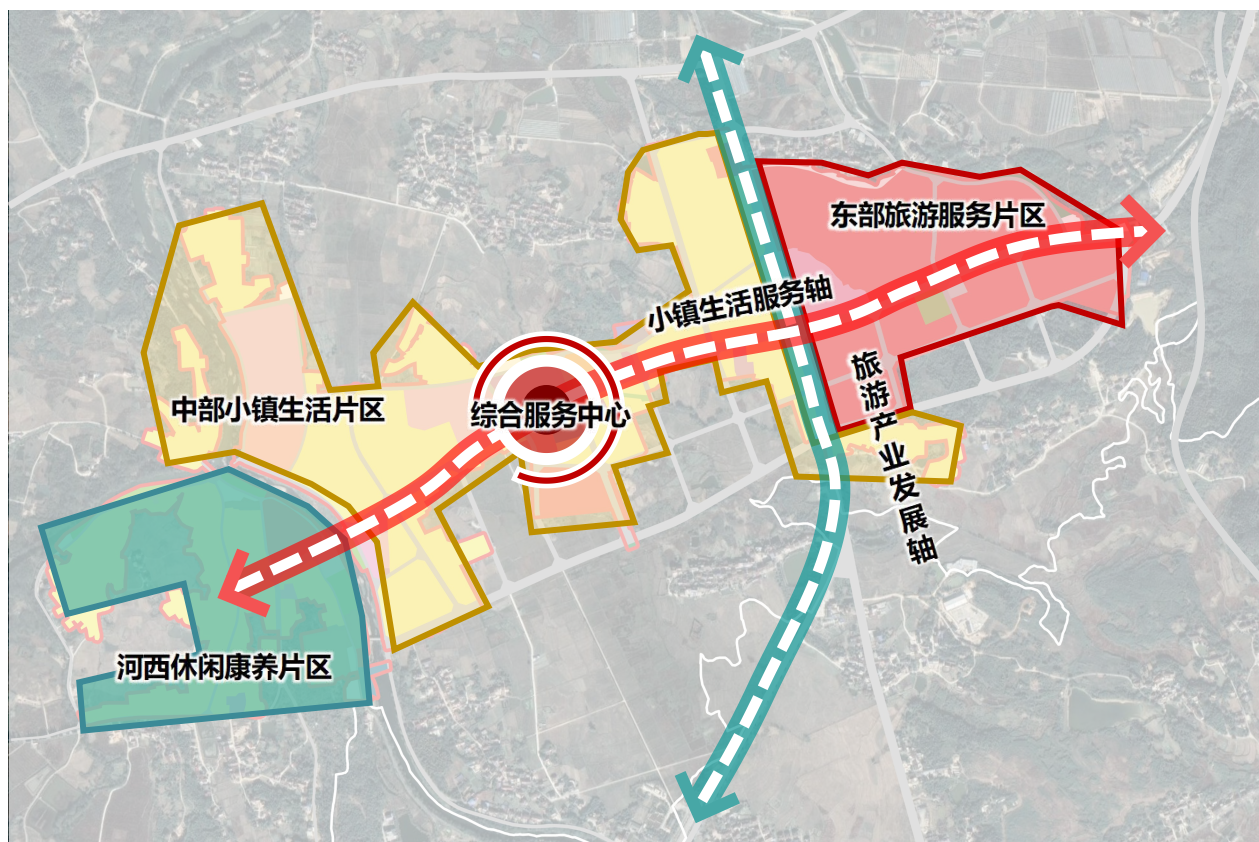 东部旅游服务片区
小镇生活服务轴
旅游产业发展轴
中部小镇生活片区
综合服务中心
河西休闲康养片区